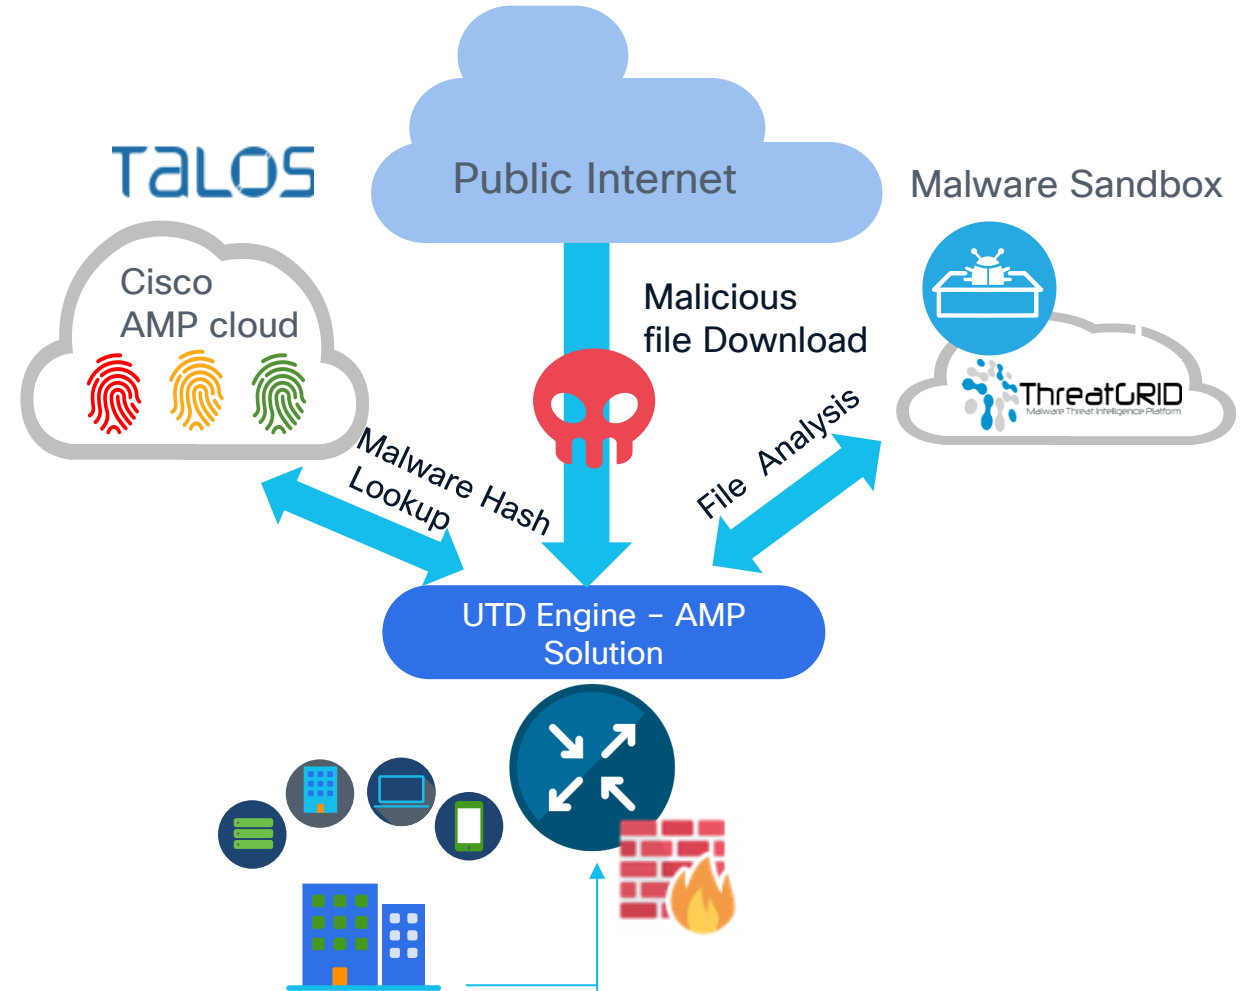 TALOS
Public Internet
Malware Sandbox
Cisco
AMP cloud
Malicious
file Download
ThreatGRID
Malware Threat Intelligence Platform
Malware Hash
Lookup
File Analysis
UTD Engine – AMP
Solution